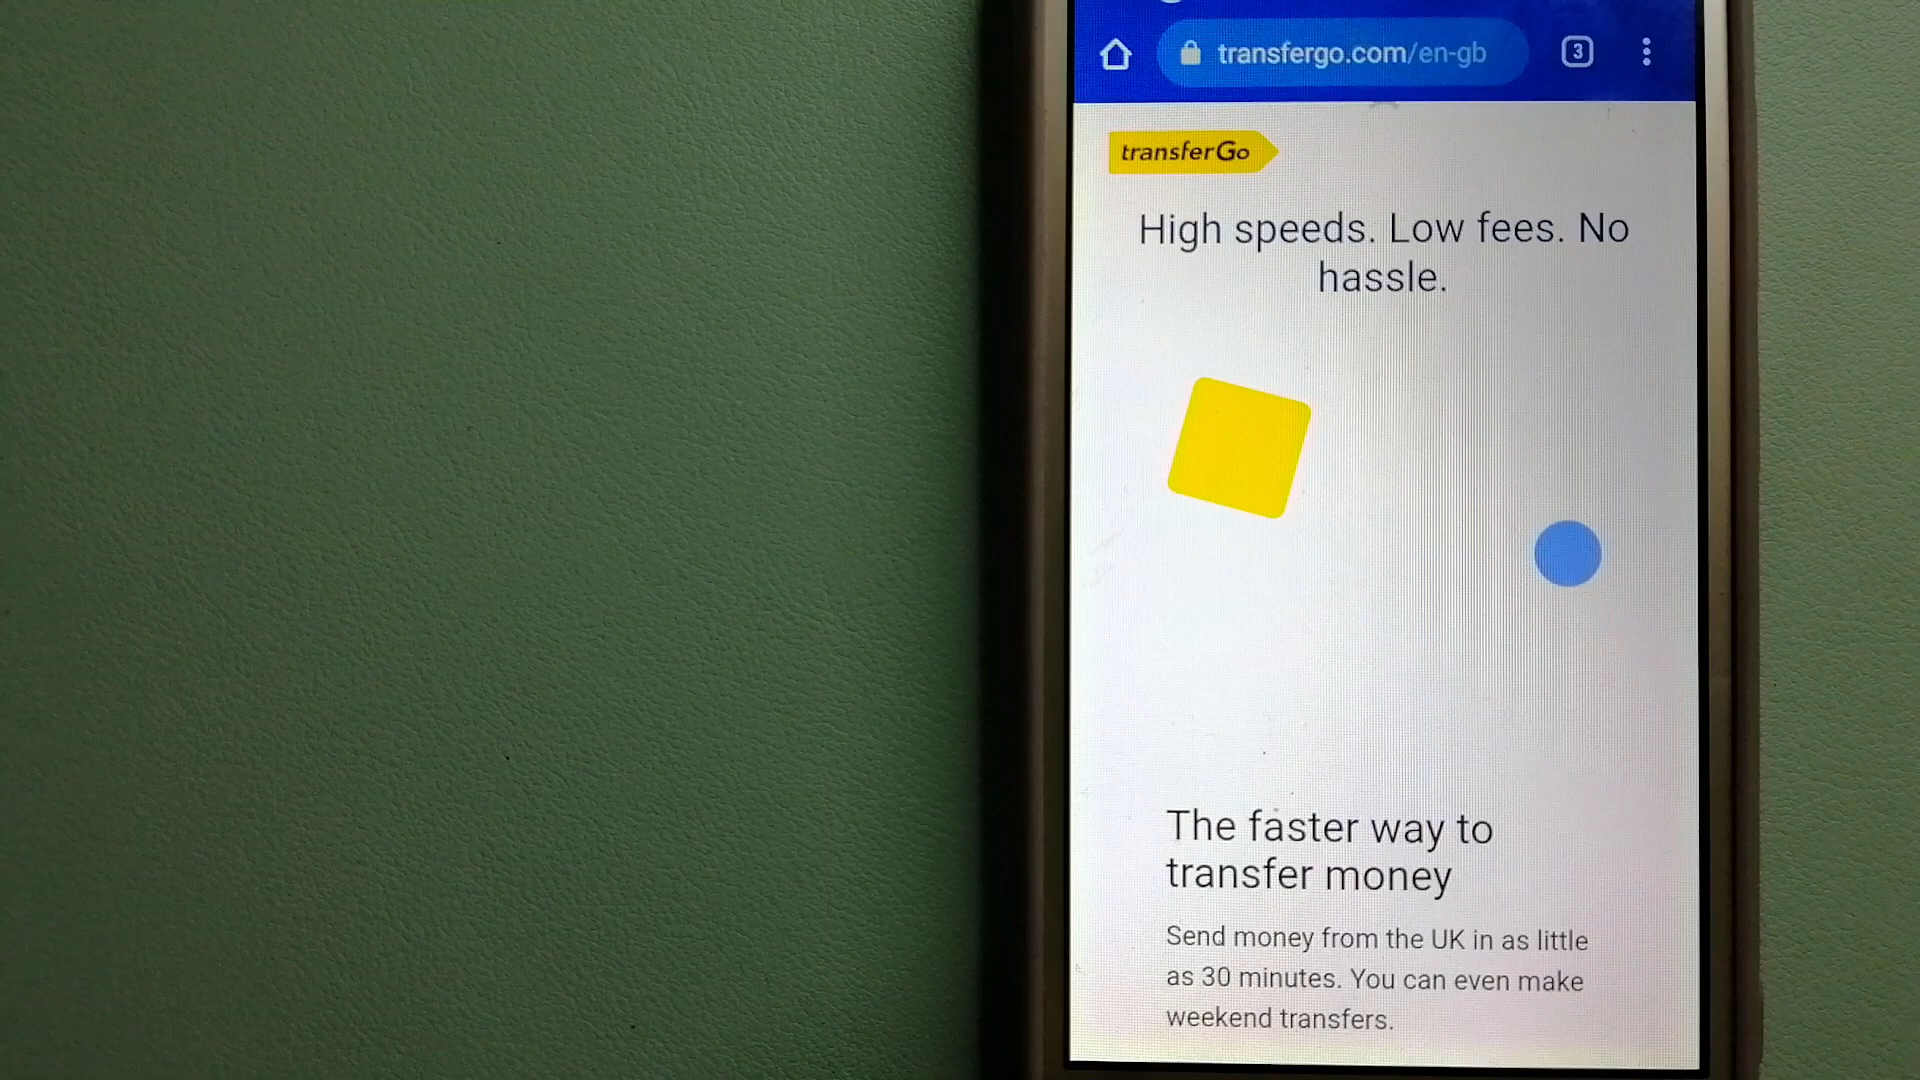 transfergo.com/en-gb
3
transferGo
High speeds. Low fees. No
hassle.
The faster way to
transfer money
Send money from the UK in as little
as 30 minutes. You can even make
weekend transfers.